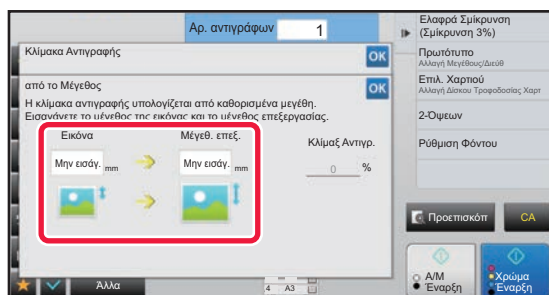 Αρ. αντιγράφων
1
Κλίμακα Αντιγραφής
OK
από το Μέγεθος
OK
Η κλίμακα αντιγραφής υπολογίζεται από καθορισμένα μεγέθη.
Εισαγάγετε το μέγεθος της εικόνας και το μέγεθος επεξεργασίας.
Εικόνα
Μέγεθ. επεξ.
Κλίμαξ Αντιγρ.
Μην εισάγ. mm
Μην εισάγ. mm
0 %
Ελαφρά Σμίκρυνση
(Σμίκρυνση 3%)
Πρωτότυπο
Αλλαγή Μεγέθους/Διεύθ
Επιλ. Χαρτιού
Αλλαγή Δίσκου Τροφοδοσίας Χαρτ
2-Όψεων
Ρύθμιση Φόντου
Προεπισκόπ
CA
Α/Μ
Έναρξη
Χρώμα
Έναρξη
Άλλα
4 A3